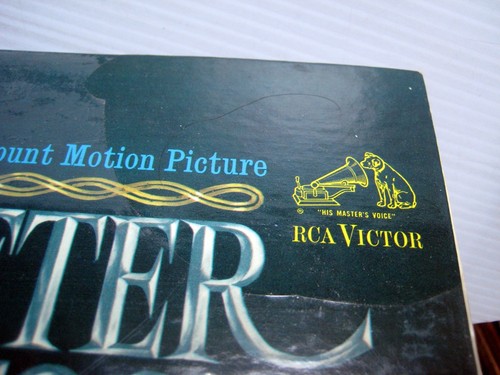 ount Motion Picture
"HIS MASTER'S VOICE"
RCA VICTOR
ETER